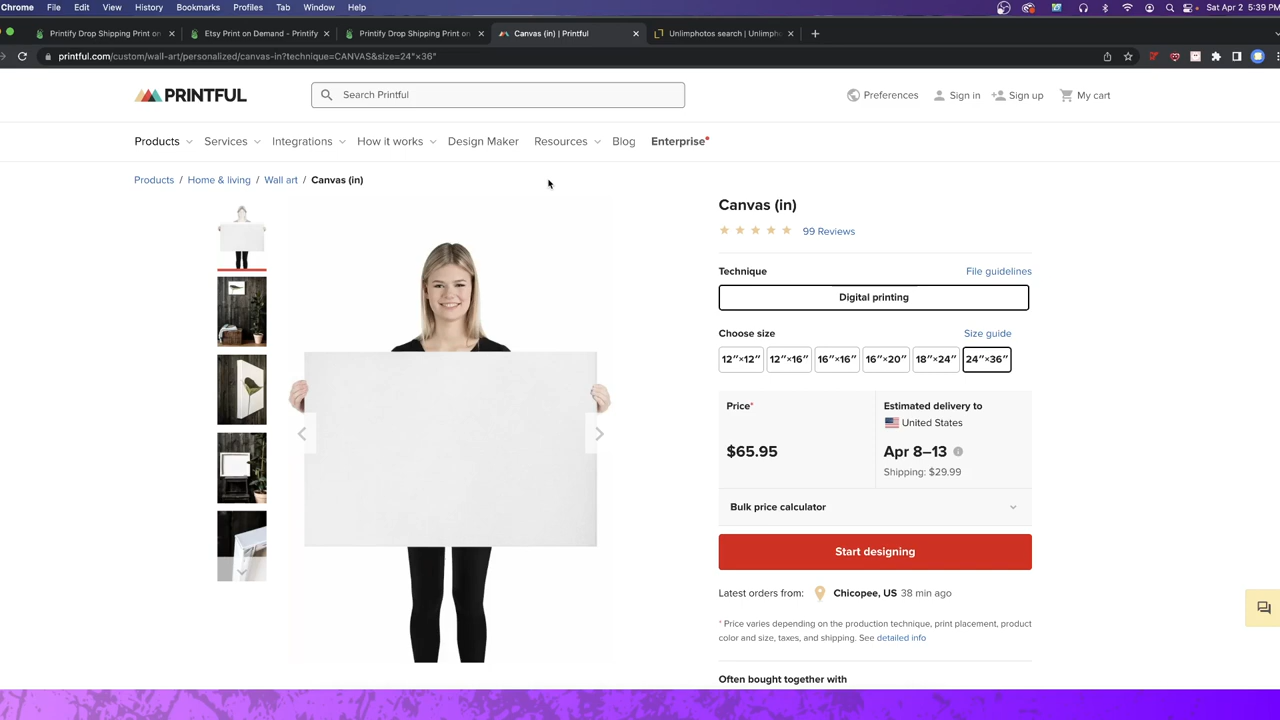 Chrome File Edit View History Bookmarks Profiles Tab Window Help Sat Apr 2 5:39 PM
Printify Drop Shipping Print on Etsy Print on Demand - Printify Printify Drop Shipping Print on Canvas (in) | Printful Unlimphotos search | Unlimpho
printful.com/custom/wall-art/personalized/canvas-in?technique=CANVAS&size=24"×36"
PRINTFUL Search Printful Preferences Sign in Sign up My cart
Products Services Integrations How it works Design Maker Resources Blog Enterprise
Products / Home & living / Wall art / Canvas (in)
Canvas (in)
99 Reviews
Technique File guidelines
Digital printing
Choose size Size guide
12″×12″ 12″×16″ 16″×16″ 16″×20″ 18″×24″ 24″×36″
Price* Estimated delivery to
United States
$65.95 Apr 8–13
Shipping: $29.99
Bulk price calculator
Start designing
Latest orders from: Chicopee, US 38 min ago
* Price varies depending on the production technique, print placement, product
color and size, taxes, and shipping. See detailed info
Often bought together with